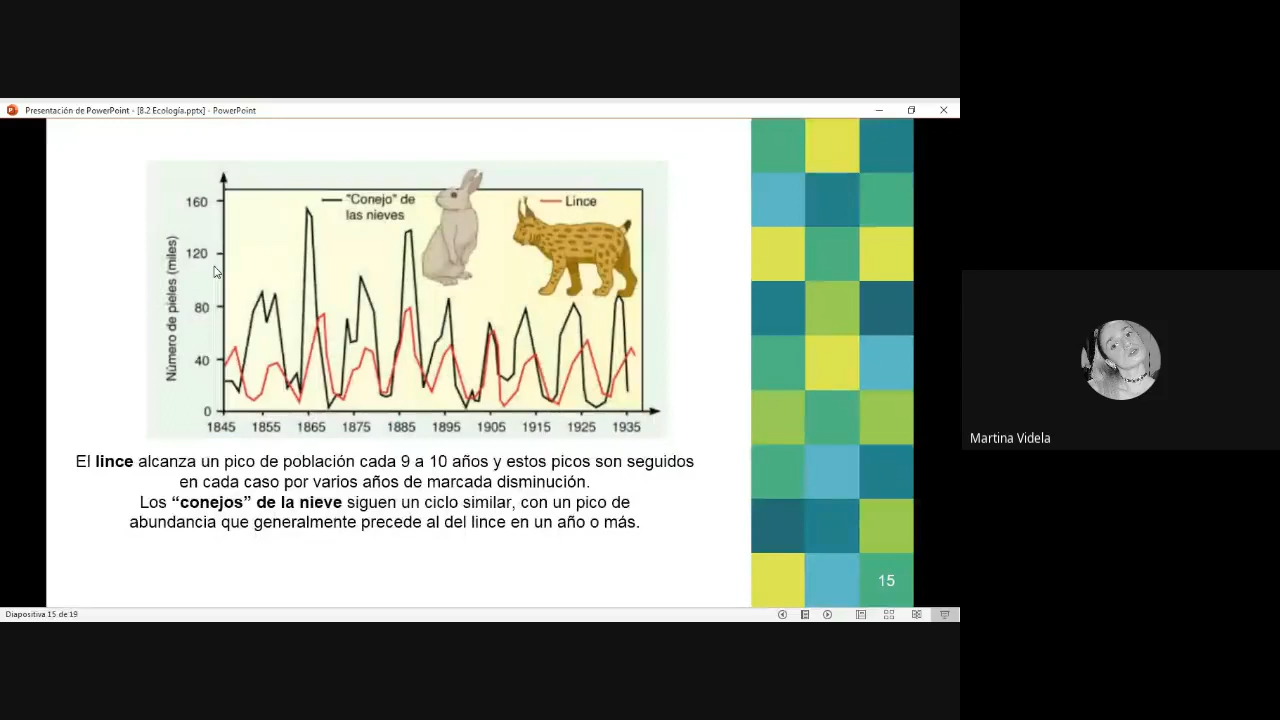 Presentación de PowerPoint - [8.2 Ecología.pptx] - PowerPoint
"Conejo" de
las nieves
Lince
Número de pieles (miles)
160
120
80
40
0
1845 1855 1865 1875 1885 1895 1905 1915 1925 1935
El lince alcanza un pico de población cada 9 a 10 años y estos picos son seguidos
en cada caso por varios años de marcada disminución.
Los “conejos” de la nieve siguen un ciclo similar, con un pico de
abundancia que generalmente precede al del lince en un año o más.
15
Diapositiva 15 de 19
Martina Videla